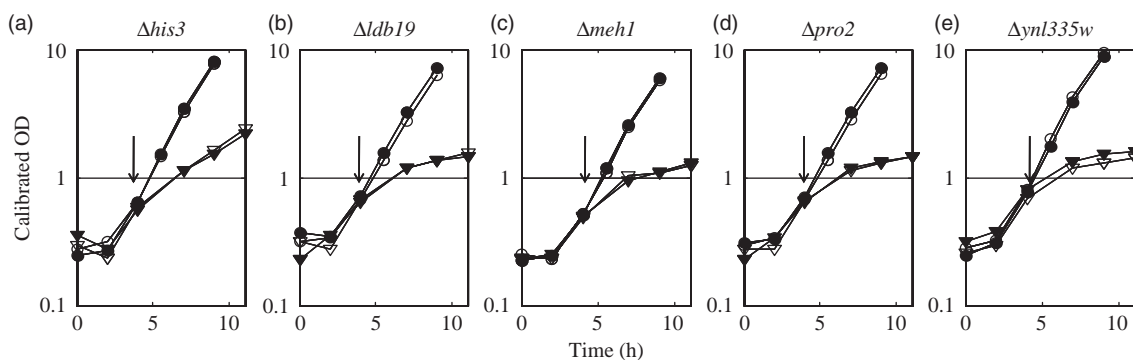 (a) Δhis3 (b) Δldb19 (c) Δmeh1 (d) Δpro2 (e) Δynl335w
10 10 10 10 10
Calibrated OD
1 1 1 1 1
0.1 0.1 0.1 0.1 0.1
0 5 10 0 5 10 0 5 10 0 5 10 0 5 10
Time (h)